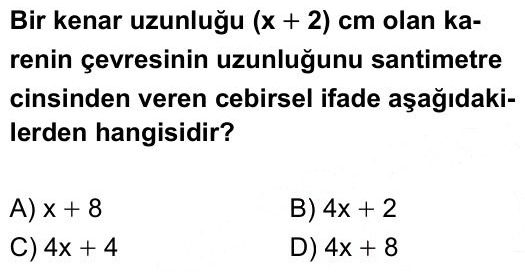 Bir kenar uzunluğu (x + 2) cm olan ka-
renin çevresinin uzunluğunu santimetre
cinsinden veren cebirsel ifade aşağıdaki-
lerden hangisidir?
A) x + 8 B) 4x + 2
C) 4x + 4 D) 4x + 8